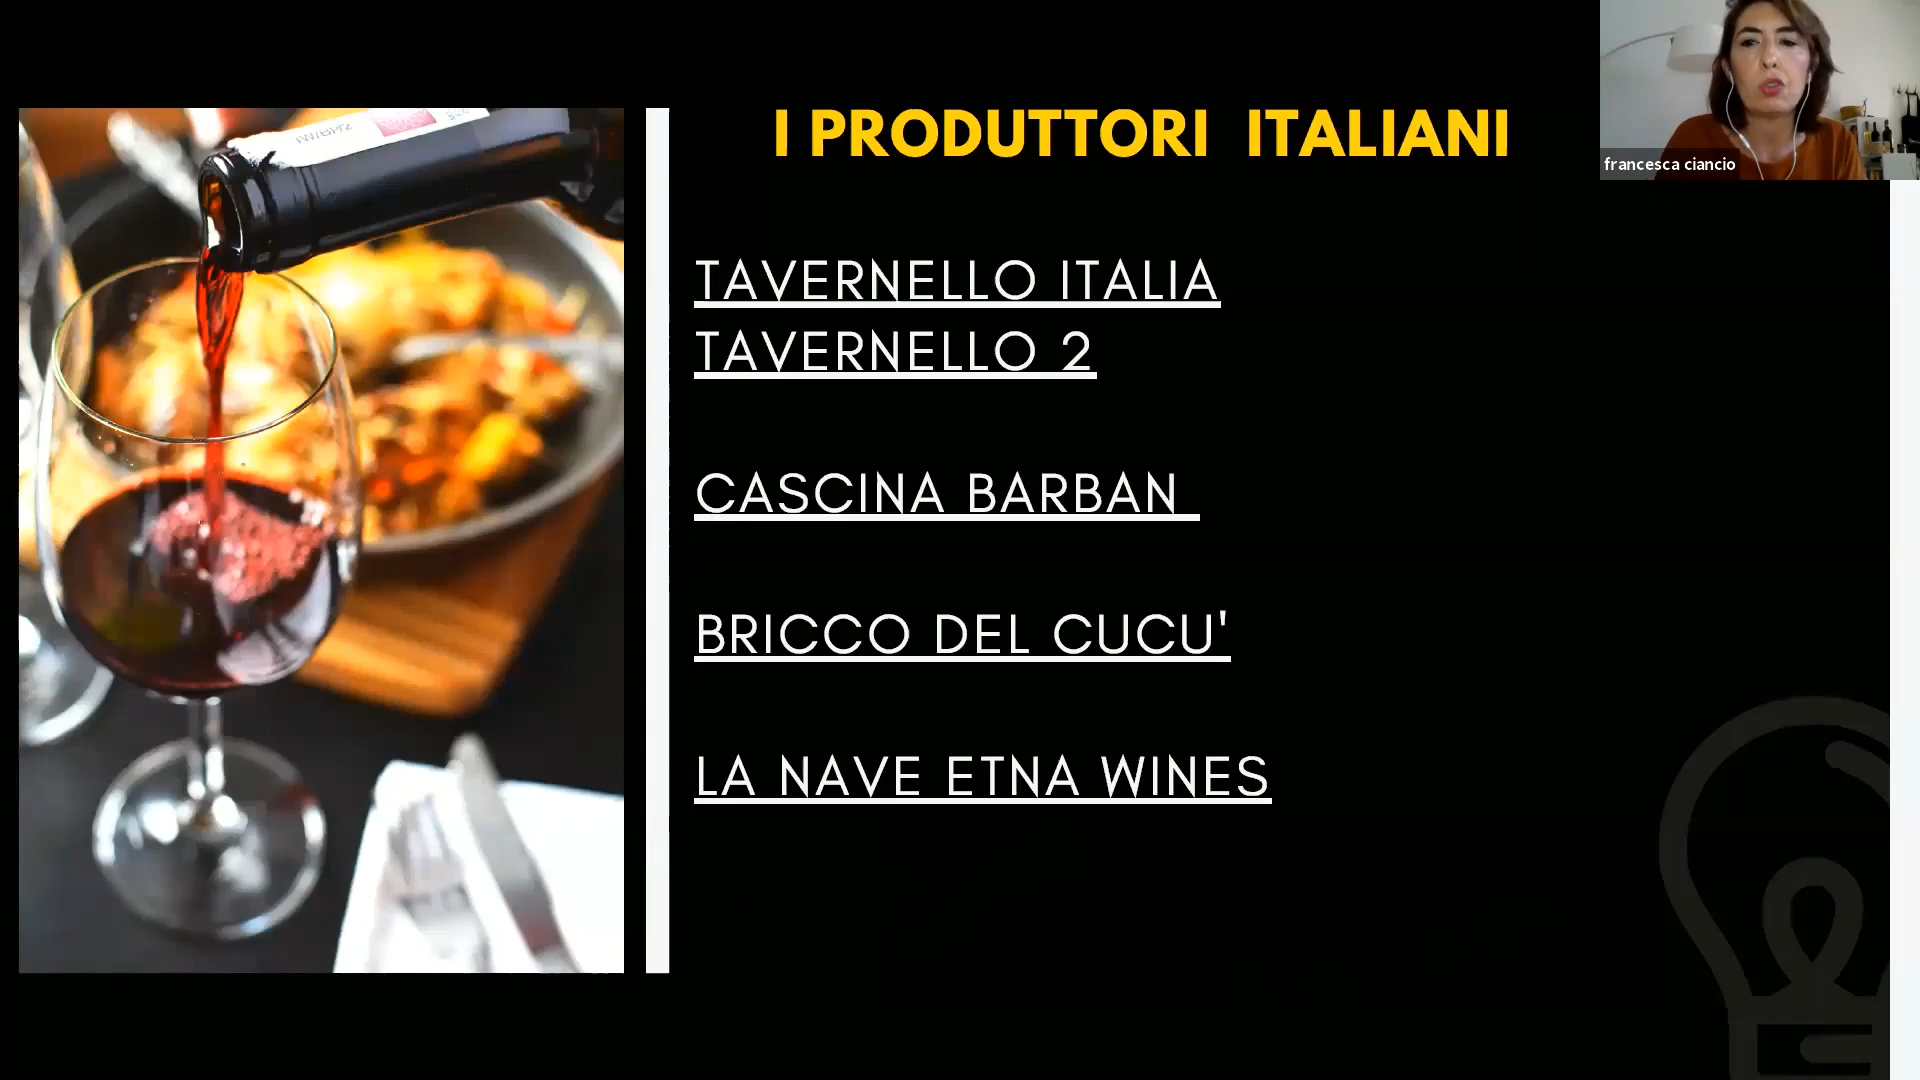 I PRODUTTORI ITALIANI
francesca ciancio
TAVERNELLO ITALIA
TAVERNELLO 2
CASCINA BARBAN
BRICCO DEL CUCU'
LA NAVE ETNA WINES